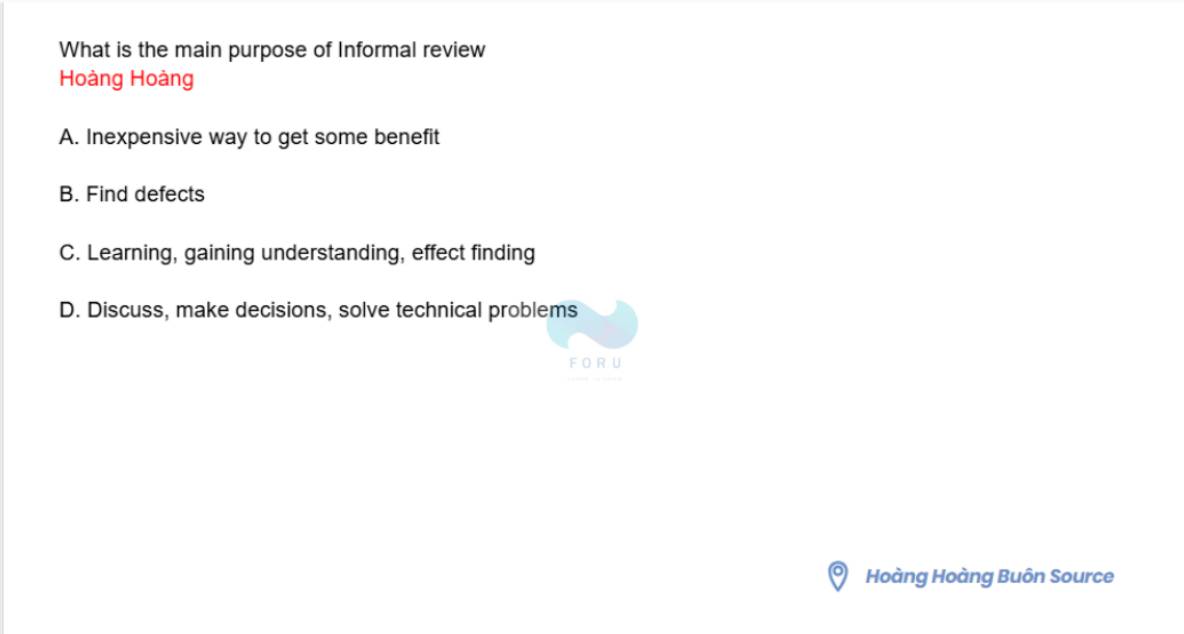 What is the main purpose of Informal review
Hoàng Hoàng
A. Inexpensive way to get some benefit
B. Find defects
C. Learning, gaining understanding, effect finding
D. Discuss, make decisions, solve technical problems
FORU
Hoàng Hoàng Buôn Source